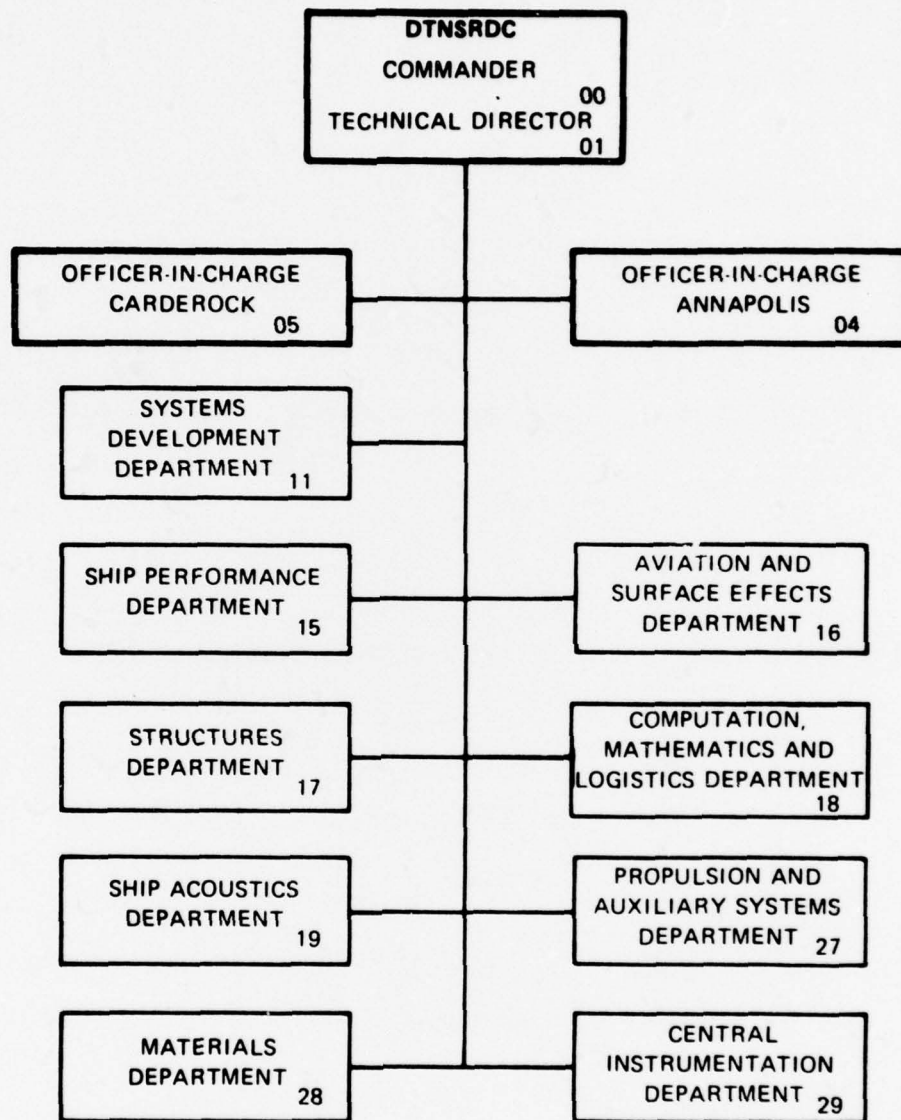 DTNSRDC
COMMANDER
00
TECHNICAL DIRECTOR
01
OFFICER-IN-CHARGE
CARDEROCK
05
OFFICER-IN-CHARGE
ANNAPOLIS
04
SYSTEMS
DEVELOPMENT
DEPARTMENT
11
SHIP PERFORMANCE
DEPARTMENT
15
AVIATION AND
SURFACE EFFECTS
DEPARTMENT
16
STRUCTURES
DEPARTMENT
17
COMPUTATION,
MATHEMATICS AND
LOGISTICS DEPARTMENT
18
SHIP ACOUSTICS
DEPARTMENT
19
PROPULSION AND
AUXILIARY SYSTEMS
DEPARTMENT
27
MATERIALS
DEPARTMENT
28
CENTRAL
INSTRUMENTATION
DEPARTMENT
29